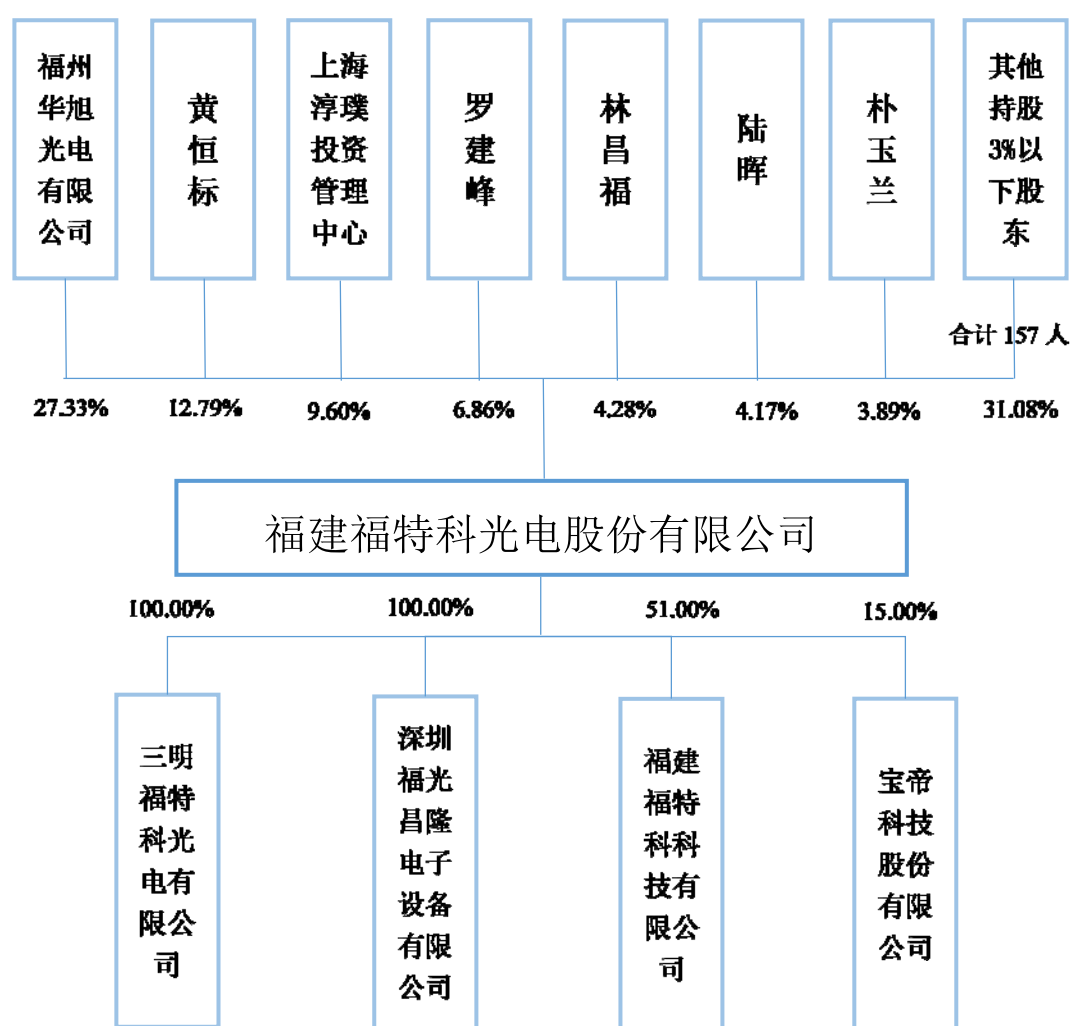 福州
华旭
光电
有限
公司
黄
恒
标
上海
淳璞
投资
管理
中心
罗
建
峰
林
昌
福
陆
晖
朴
玉
兰
其他
持股
3%以
下股
东
合计 157 人
27.33%
12.79%
9.60%
6.86%
4.28%
4.17%
3.89%
31.08%
福建福特科光电股份有限公司
100.00%
100.00%
51.00%
15.00%
三明
福特
科光
电有
限公
司
深圳
福光
昌隆
电子
设备
有限
公司
福建
福特
科科
技有
限公
司
宝帝
科技
股份
有限
公司